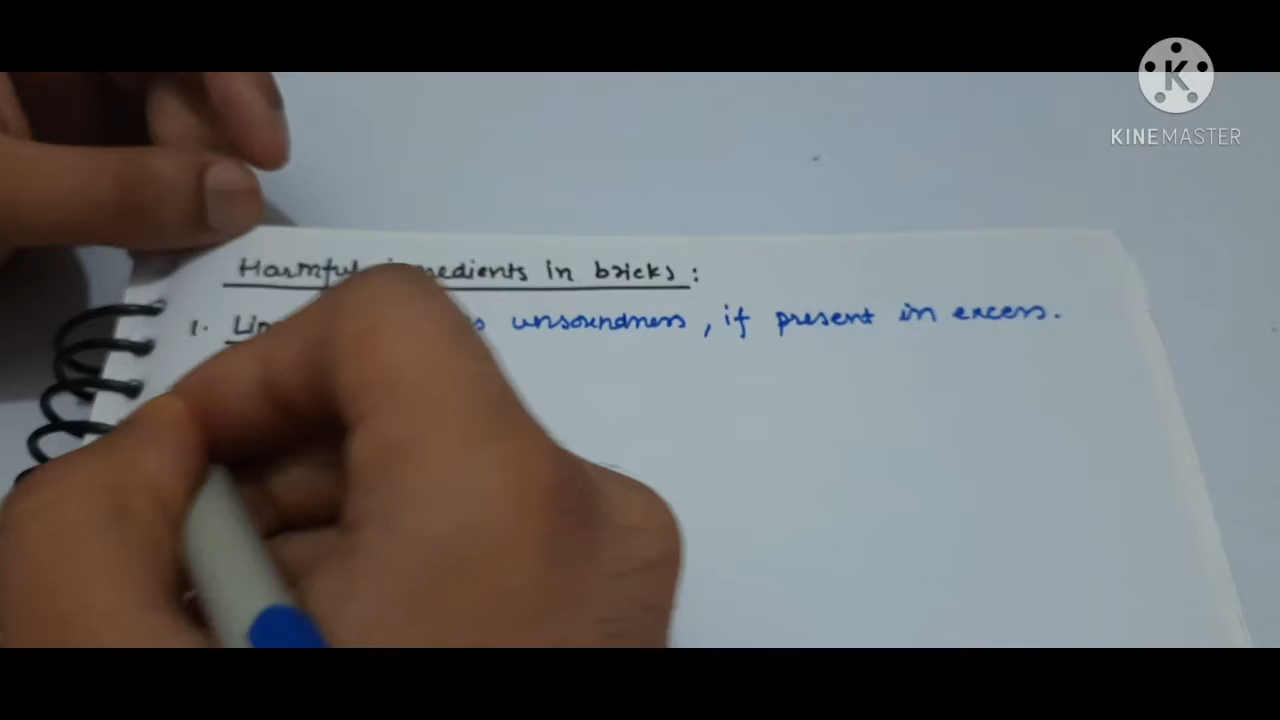 K
KINEMASTER
Harmful ingredients in bricks :
1. unsoundness, if present in excess.